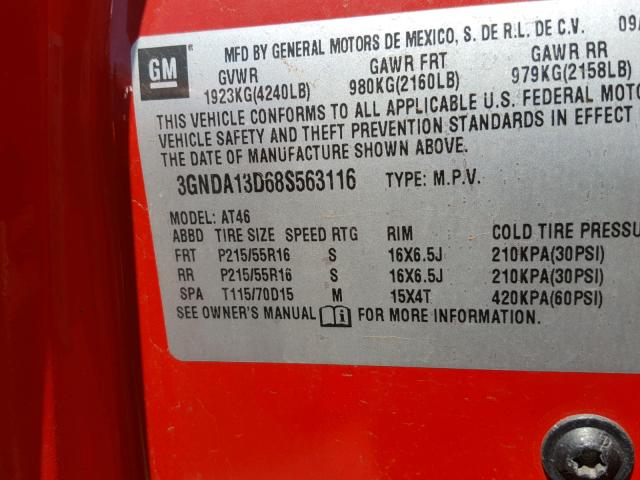 GM
MFD BY GENERAL MOTORS DE MEXICO, S. DE R.L. DE C.V. 09/
GVWR GAWR FRT GAWR RR
1923KG(4240LB) 980KG(2160LB) 979KG(2158LB)
THIS VEHICLE CONFORMS TO ALL APPLICABLE U.S. FEDERAL MOTO
VEHICLE SAFETY AND THEFT PREVENTION STANDARDS IN EFFECT
DATE OF MANUFACTURE SHOWN ABOVE.
3GNDA13D68S563116 TYPE: M.P.V.
MODEL: AT46
ABBD TIRE SIZE SPEED RTG RIM COLD TIRE PRESSU
FRT P215/55R16 S 16X6.5J 210KPA(30PSI)
RR P215/55R16 S 16X6.5J 210KPA(30PSI)
SPA T115/70D15 M 15X4T 420KPA(60PSI)
SEE OWNER'S MANUAL i FOR MORE INFORMATION.